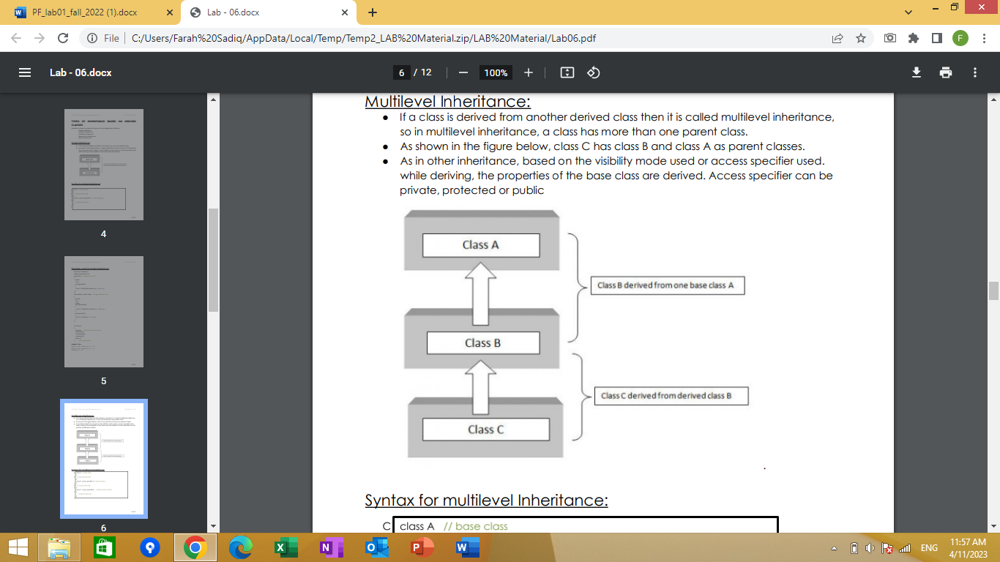 PF_lab01_fall_2022 (1).docx
Lab - 06.docx
File
C:/Users/Farah%20Sadiq/AppData/Local/Temp/Temp2_LAB%20Material.zip/LAB%20Material/Lab06.pdf
F
Lab - 06.docx
6 / 12
100%
4
5
6
Multilevel Inheritance:
● If a class is derived from another derived class then it is called multilevel inheritance,
so in multilevel inheritance, a class has more than one parent class.
● As shown in the figure below, class C has class B and class A as parent classes.
● As in other inheritance, based on the visibility mode used or access specifier used.
while deriving, the properties of the base class are derived. Access specifier can be
private, protected or public
Class A
Class B derived from one base class A
Class B
Class C derived from derived class B
Class C
.
Syntax for multilevel Inheritance:
C class A // base class
ENG
11:57 AM
4/11/2023